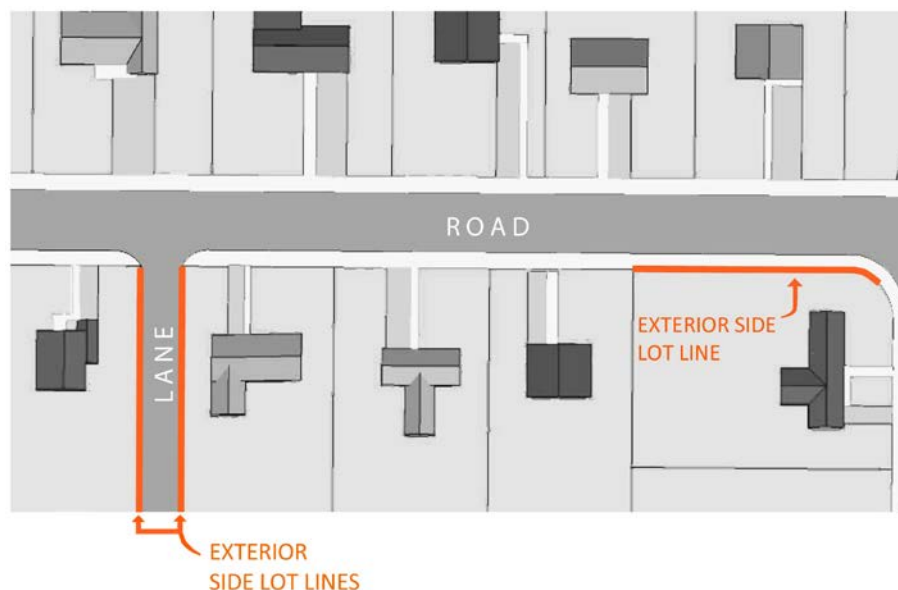 ROAD
LANE
EXTERIOR SIDE
LOT LINE
EXTERIOR
SIDE LOT LINES